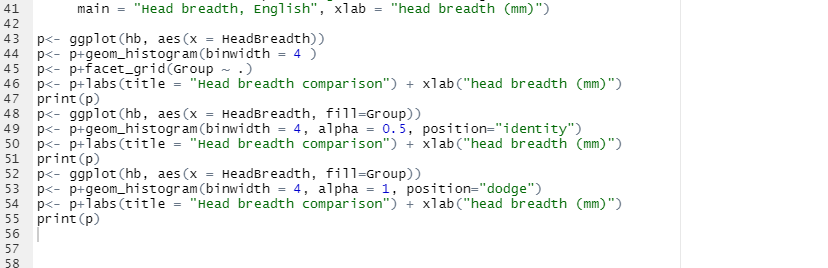 41 main = "Head breadth, English", xlab = "head breadth (mm)")
42
43 p<- ggplot(hb, aes(x = HeadBreadth))
44 p<- p+geom_histogram(binwidth = 4 )
45 p<- p+facet_grid(Group ~ .)
46 p<- p+labs(title = "Head breadth comparison") + xlab("head breadth (mm)")
47 print(p)
48 p<- ggplot(hb, aes(x = HeadBreadth, fill=Group))
49 p<- p+geom_histogram(binwidth = 4, alpha = 0.5, position="identity")
50 p<- p+labs(title = "Head breadth comparison") + xlab("head breadth (mm)")
51 print(p)
52 p<- ggplot(hb, aes(x = HeadBreadth, fill=Group))
53 p<- p+geom_histogram(binwidth = 4, alpha = 1, position="dodge")
54 p<- p+labs(title = "Head breadth comparison") + xlab("head breadth (mm)")
55 print(p)
56
57
58